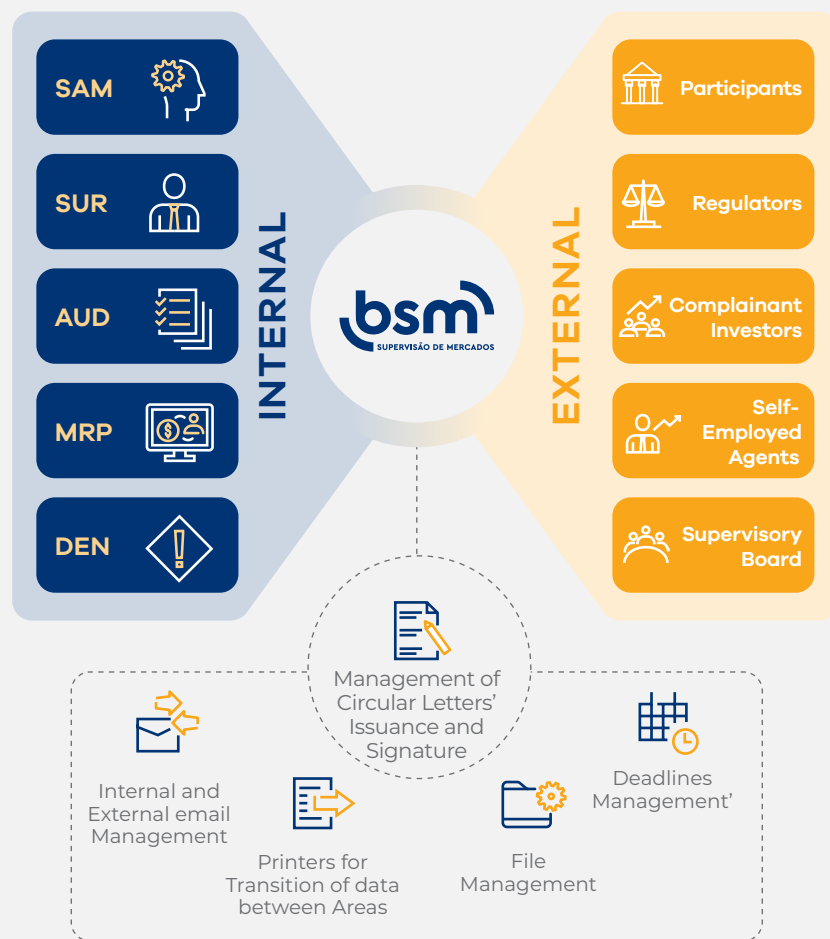 SAM
SUR
AUD
MRP
DEN
INTERNAL
bsm
SUPERVISÃO DE MERCADOS
EXTERNAL
Participants
Regulators
Complainant
Investors
Self-
Employed
Agents
Supervisory
Board
Management of
Circular Letters’
Issuance and
Signature
Internal and
External email
Management
Printers for
Transition of data
between Areas
File
Management
Deadlines
Management’